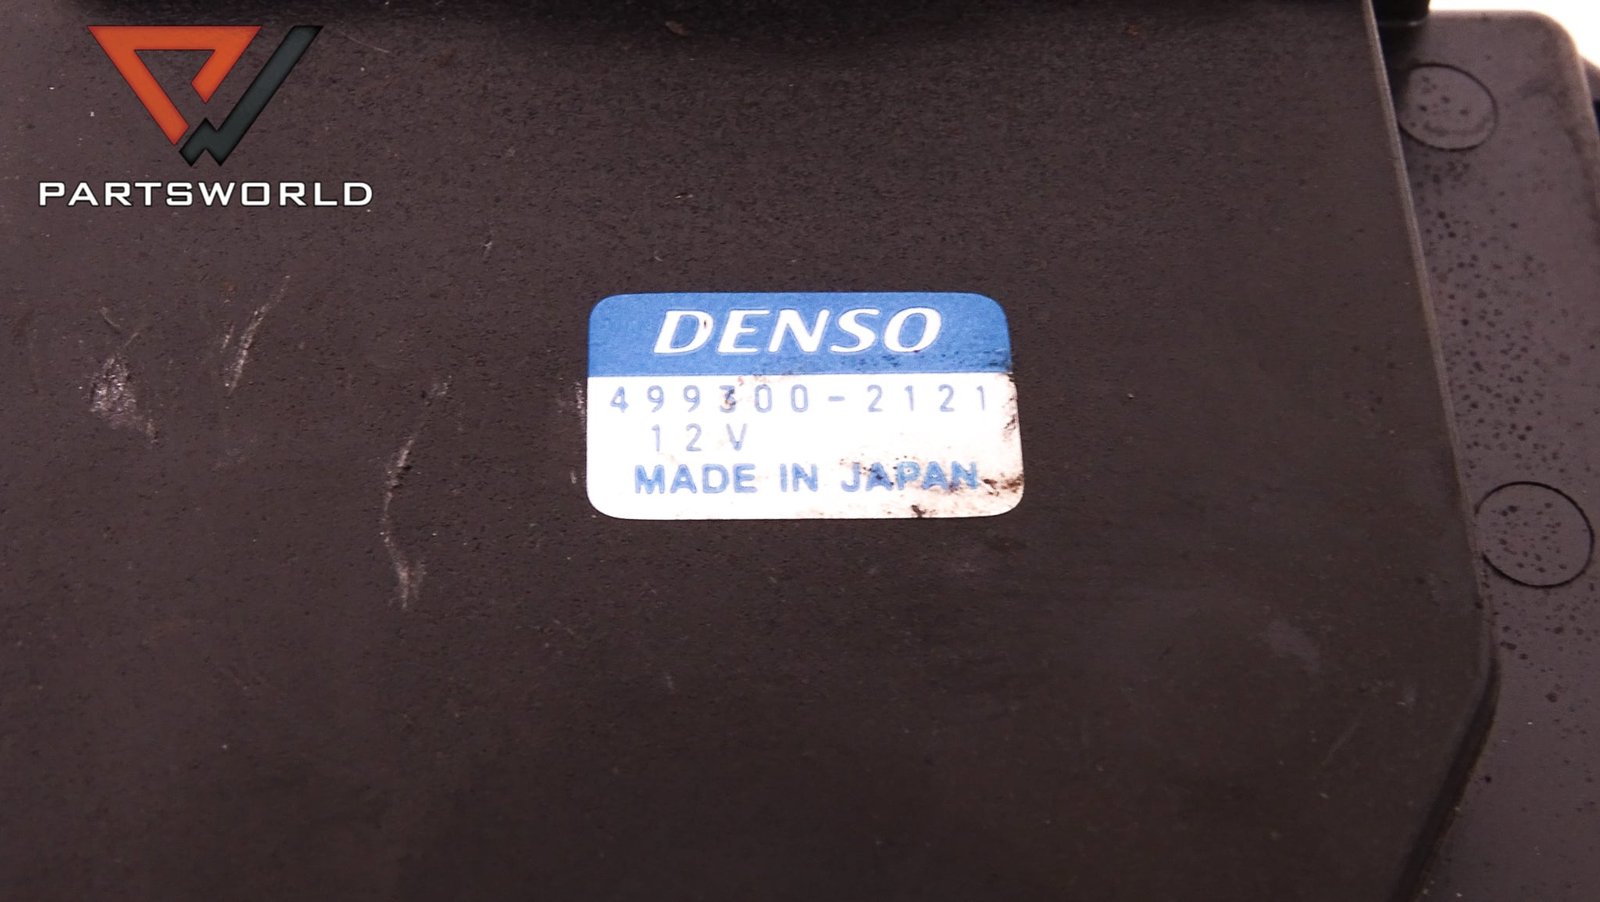 PARTSWORLD
DENSO
499300-2121
12V
MADE IN JAPAN